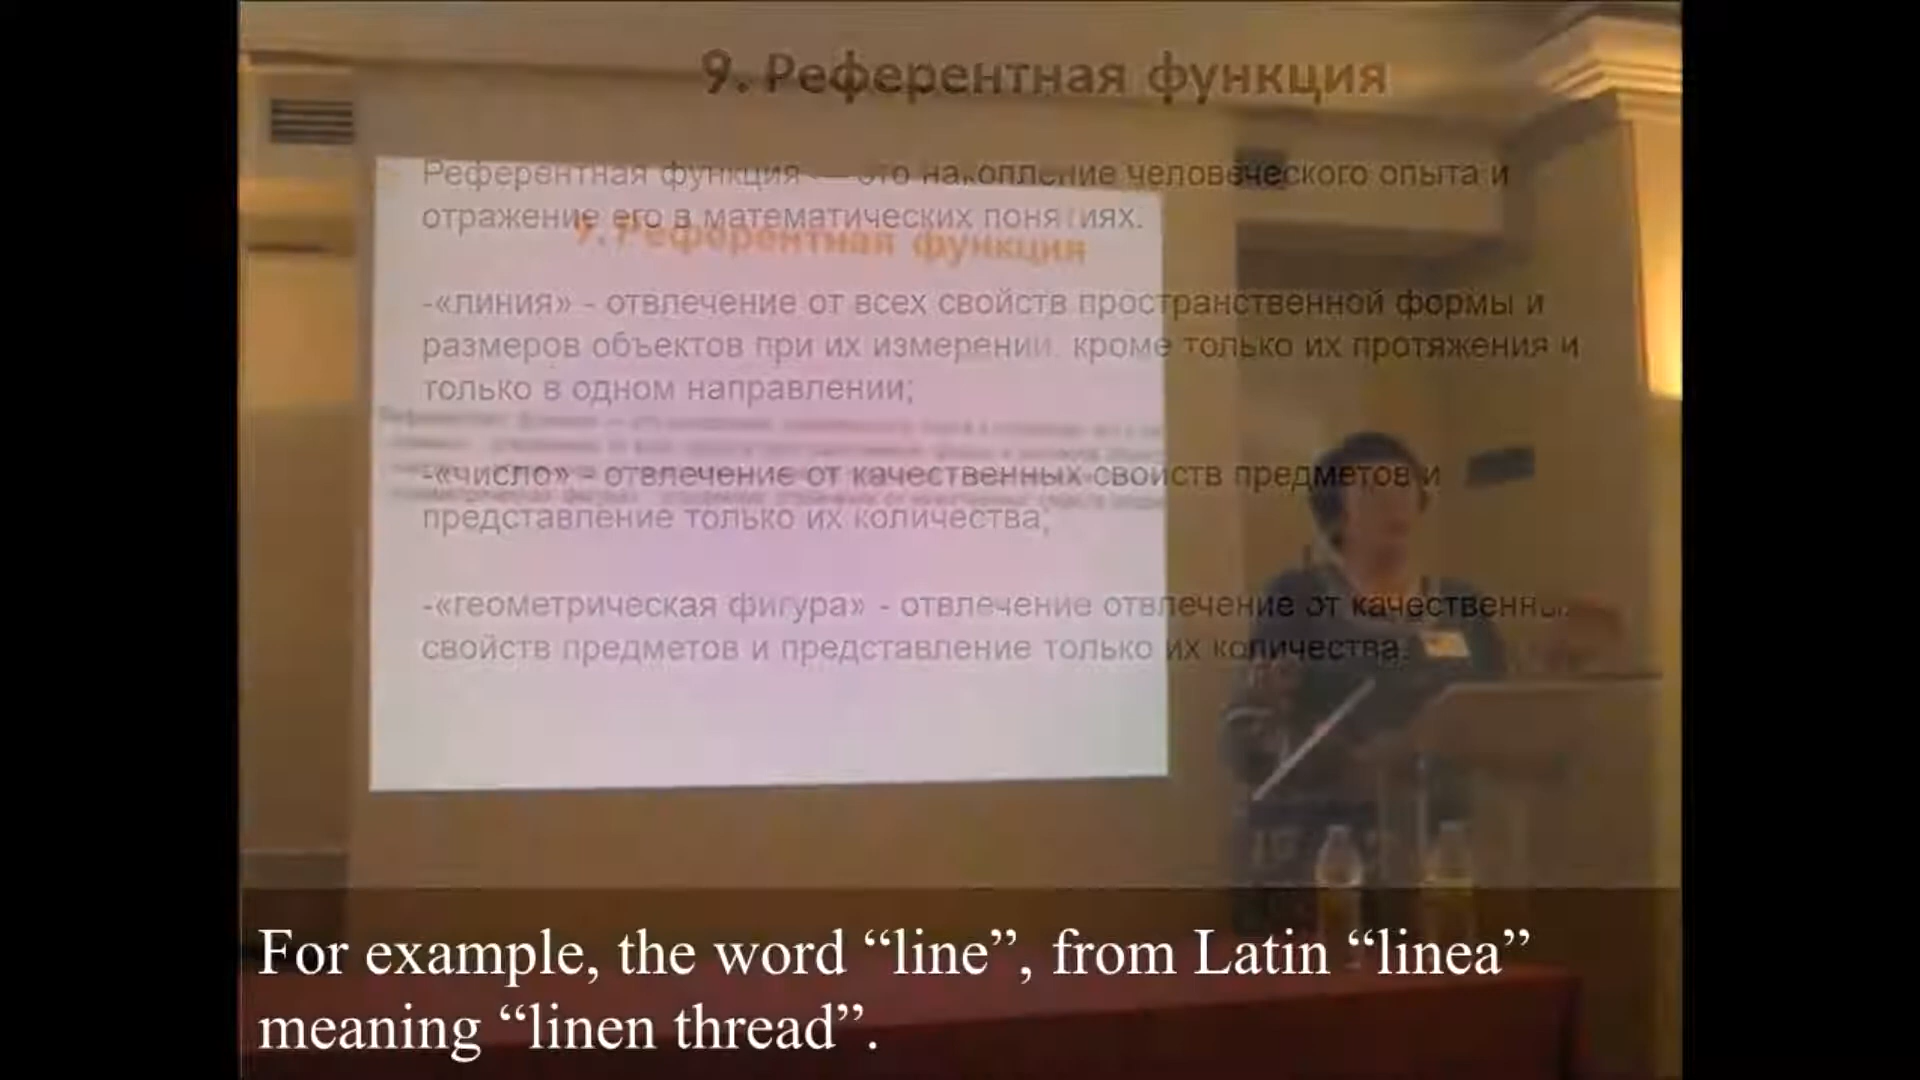 9. Референтная функция
Референтная функция — это накопление человеческого опыта и
отражение его в математических понятиях.
9. Референтная функция
-«линия» - отвлечение от всех свойств пространственной формы и
размеров объектов при их измерении, кроме только их протяжения и
только в одном направлении;
-«число» - отвлечение от качественных свойств предметов и
представление только их количества;
-«геометрическая фигура» - отвлечение отвлечение от качественных
свойств предметов и представление только их количества.
For example, the word “line”, from Latin “linea”
meaning “linen thread”.